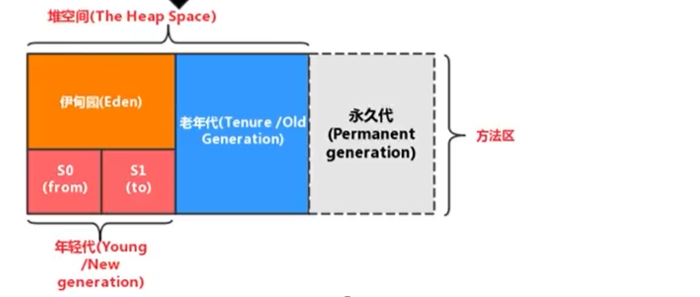 堆空间(The Heap Space)
伊甸园(Eden)
S0
(from)
S1
(to)
老年代(Tenure /Old
Generation)
永久代
(Permanent
generation)
方法区
年轻代(Young
/New
generation)